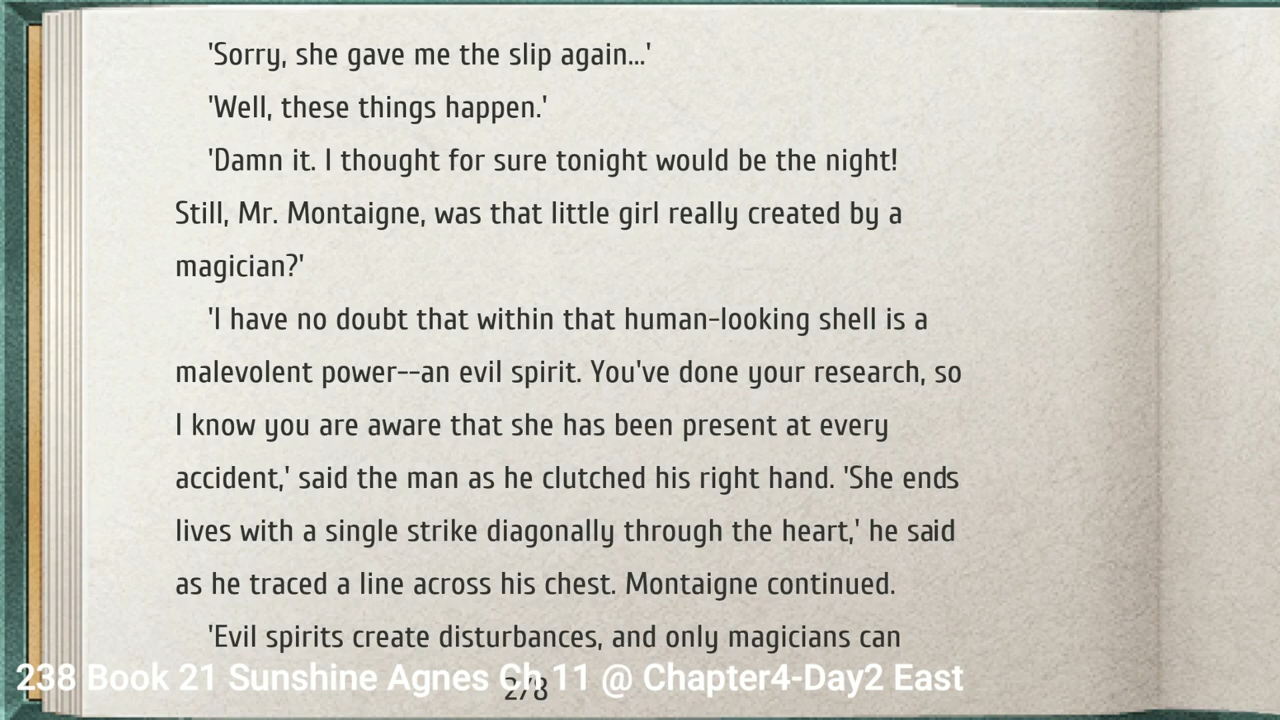 'Sorry, she gave me the slip again...'
'Well, these things happen.'
'Damn it. I thought for sure tonight would be the night!
Still, Mr. Montaigne, was that little girl really created by a
magician?'
'I have no doubt that within that human-looking shell is a
malevolent power--an evil spirit. You've done your research, so
I know you are aware that she has been present at every
accident,' said the man as he clutched his right hand. 'She ends
lives with a single strike diagonally through the heart,' he said
as he traced a line across his chest. Montaigne continued.
'Evil spirits create disturbances, and only magicians can
238 Book 21 Sunshine Agnes Ch 11 @ Chapter4-Day2 East
278